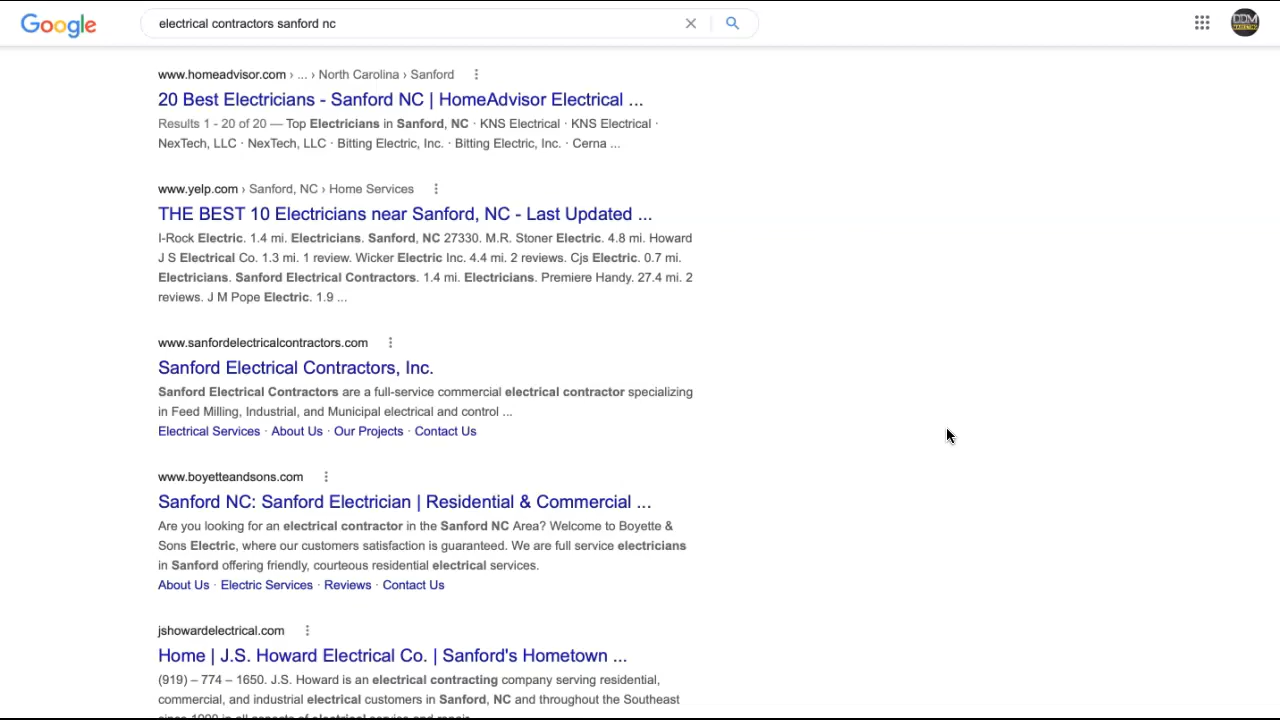 Google
electrical contractors sanford nc
DDM
MARKETING
www.homeadvisor.com › ... › North Carolina › Sanford
20 Best Electricians - Sanford NC | HomeAdvisor Electrical ...
Results 1 - 20 of 20 — Top Electricians in Sanford, NC · KNS Electrical · KNS Electrical ·
NexTech, LLC · NexTech, LLC · Bitting Electric, Inc. · Bitting Electric, Inc. · Cerna ...
www.yelp.com › Sanford, NC › Home Services
THE BEST 10 Electricians near Sanford, NC - Last Updated ...
I-Rock Electric. 1.4 mi. Electricians. Sanford, NC 27330. M.R. Stoner Electric. 4.8 mi. Howard
J S Electrical Co. 1.3 mi. 1 review. Wicker Electric Inc. 4.4 mi. 2 reviews. Cjs Electric. 0.7 mi.
Electricians. Sanford Electrical Contractors. 1.4 mi. Electricians. Premiere Handy. 27.4 mi. 2
reviews. J M Pope Electric. 1.9 ...
www.sanfordelectricalcontractors.com
Sanford Electrical Contractors, Inc.
Sanford Electrical Contractors are a full-service commercial electrical contractor specializing
in Feed Milling, Industrial, and Municipal electrical and control ...
Electrical Services · About Us · Our Projects · Contact Us
www.boyetteandsons.com
Sanford NC: Sanford Electrician | Residential & Commercial ...
Are you looking for an electrical contractor in the Sanford NC Area? Welcome to Boyette &
Sons Electric, where our customers satisfaction is guaranteed. We are full service electricians
in Sanford offering friendly, courteous residential electrical services.
About Us · Electric Services · Reviews · Contact Us
jshowardelectrical.com
Home | J.S. Howard Electrical Co. | Sanford's Hometown ...
(919) – 774 – 1650. J.S. Howard is an electrical contracting company serving residential,
commercial, and industrial electrical customers in Sanford, NC and throughout the Southeast